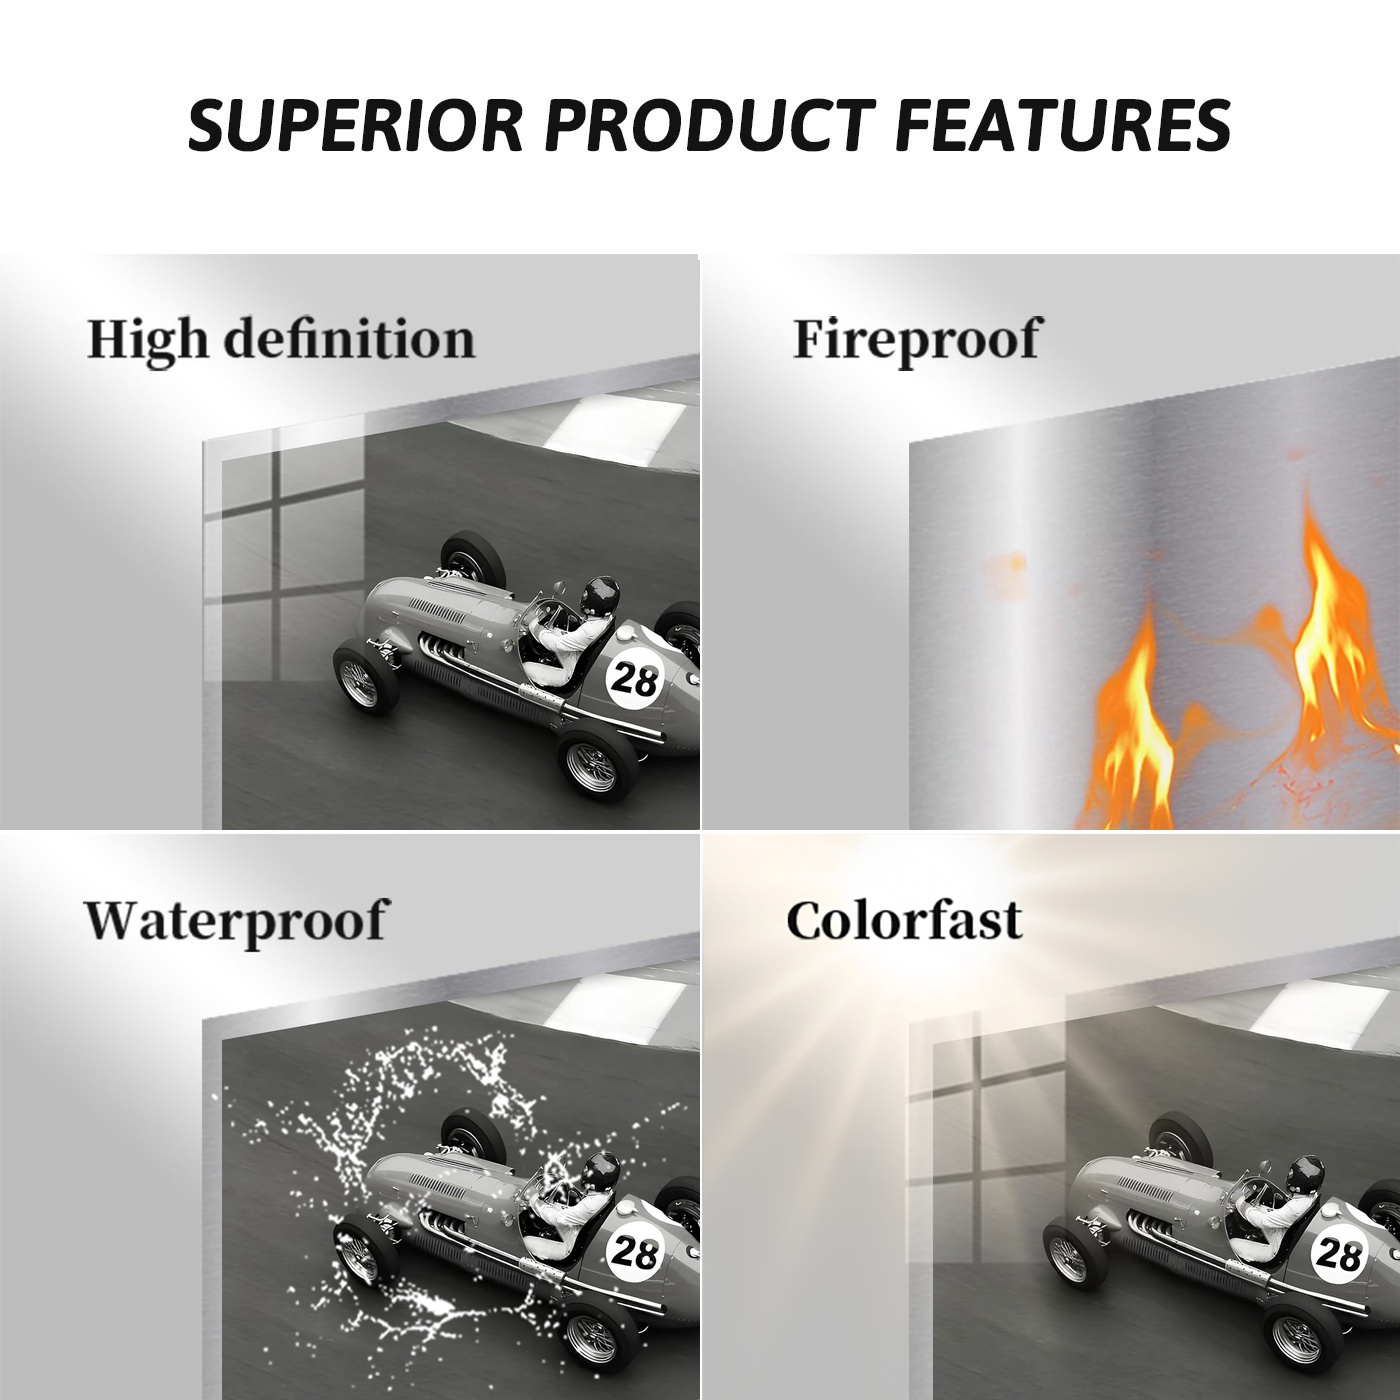 SUPERIOR PRODUCT FEATURES
High definition
Fireproof
28
Waterproof
Colorfast
28
28